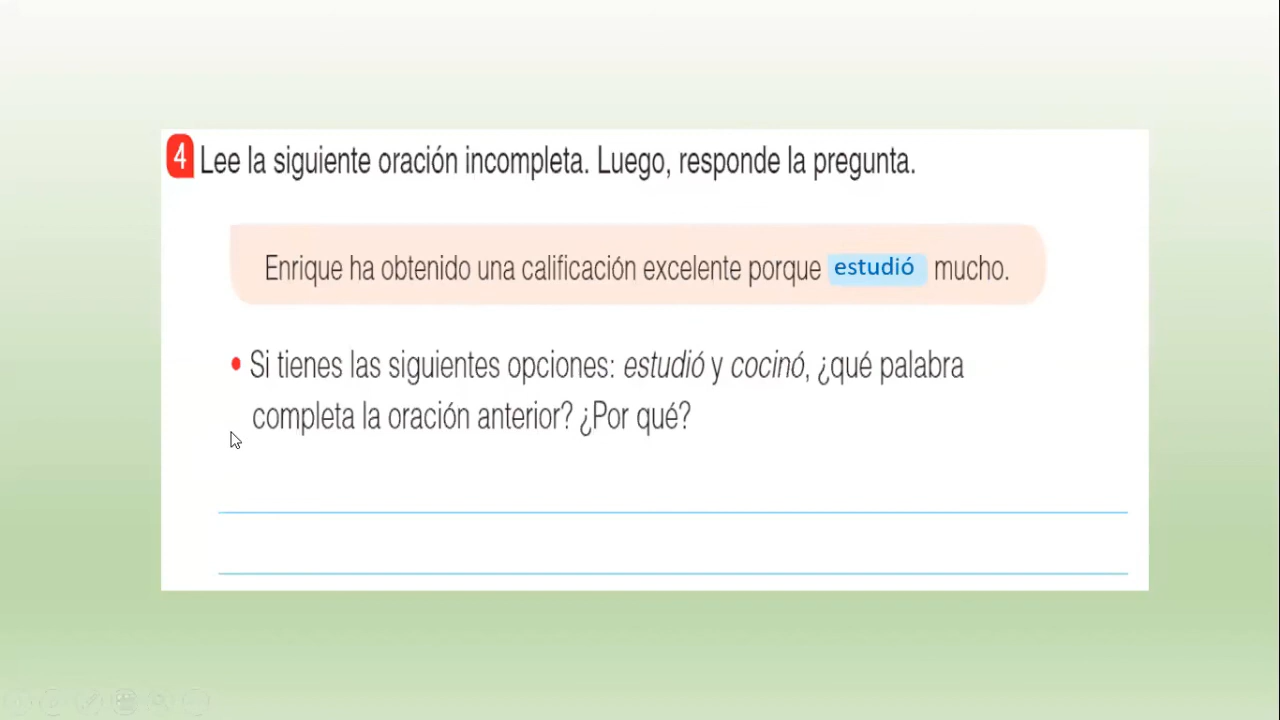 4 Lee la siguiente oración incompleta. Luego, responde la pregunta.
Enrique ha obtenido una calificación excelente porque estudió mucho.
• Si tienes las siguientes opciones: estudió y cocinó, ¿qué palabra
completa la oración anterior? ¿Por qué?